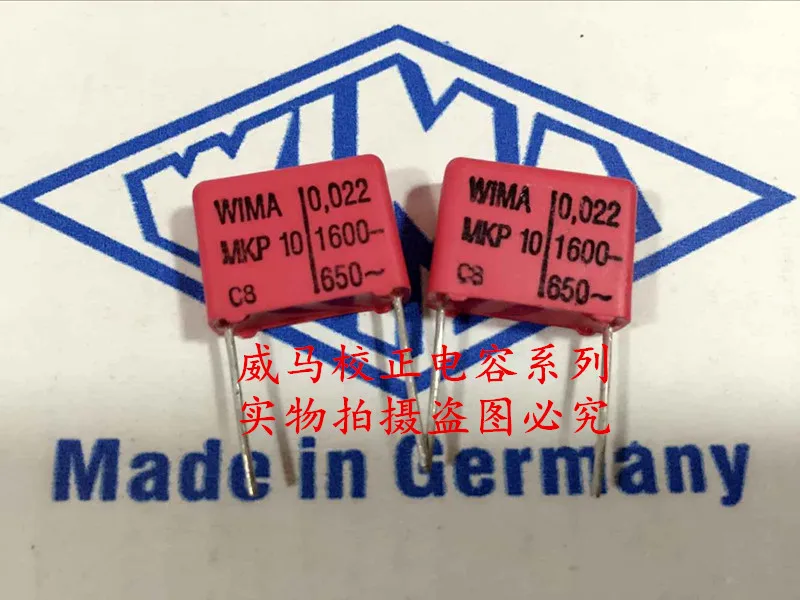 WIMA
WIMA 0,022
MKP 10 1600–
C8 650~
WIMA 0,022
MKP 10 1600–
C8 650~
威马校正电容系列
实物拍摄盗图必究
Made in Germany